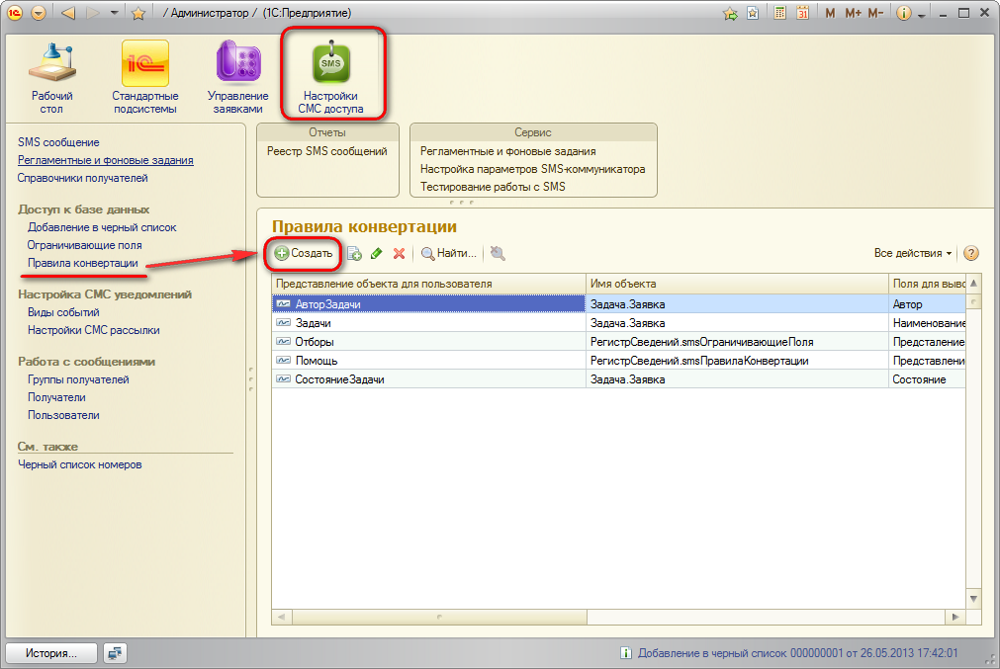 / Администратор / (1С:Предприятие)
31
M M+ M-
Рабочий
стол
1С
Стандартные
подсистемы
Управление
заявками
SMS
Настройки
СМС доступа
SMS сообщение
Регламентные и фоновые задания
Справочники получателей
Доступ к базе данных
Добавление в черный список
Ограничивающие поля
Правила конвертации
Настройка СМС уведомлений
Виды событий
Настройки СМС рассылки
Работа с сообщениями
Группы получателей
Получатели
Пользователи
См. также
Черный список номеров
Отчеты
Реестр SMS сообщений
Сервис
Регламентные и фоновые задания
Настройка параметров SMS-коммуникатора
Тестирование работы с SMS
Правила конвертации
Создать
Найти...
Все действия
Представление объекта для пользователя Имя объекта Поля для выво
АвторЗадачи Задача.Заявка Автор
Задачи Задача.Заявка Наименование
Отборы РегистрСведений.smsОграничивающиеПоля Предсталение
Помощь РегистрСведений.smsПравилаКонвертации Представлени
СостояниеЗадачи Задача.Заявка Состояние
История...
Добавление в черный список 000000001 от 26.05.2013 17:42:01